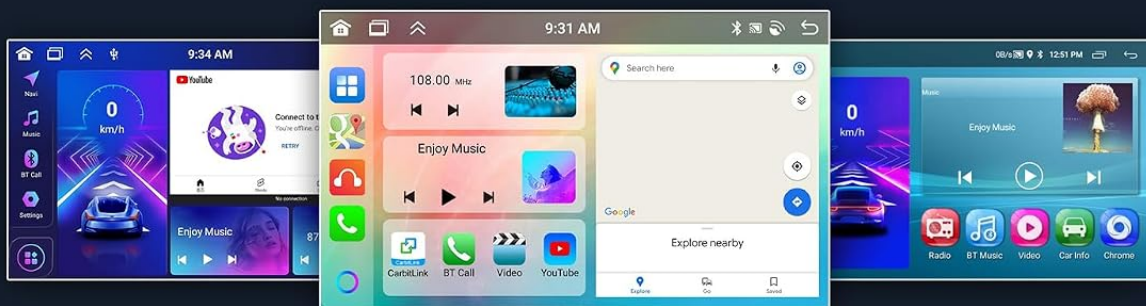 9:34 AM
Navi
Music
BT Call
Settings
0
km/h
YouTube
Connect to t
You're offline. C
RETRY
No connection
Enjoy Music
87
9:31 AM
108.00 MHz
Enjoy Music
CarbitLink
BT Call
Video
YouTube
Search here
Google
Explore nearby
Explore
Go
Saved
0B/s
12:51 PM
0
km/h
Music
Enjoy Music
Radio
BT Music
Video
Car Info
Chrome